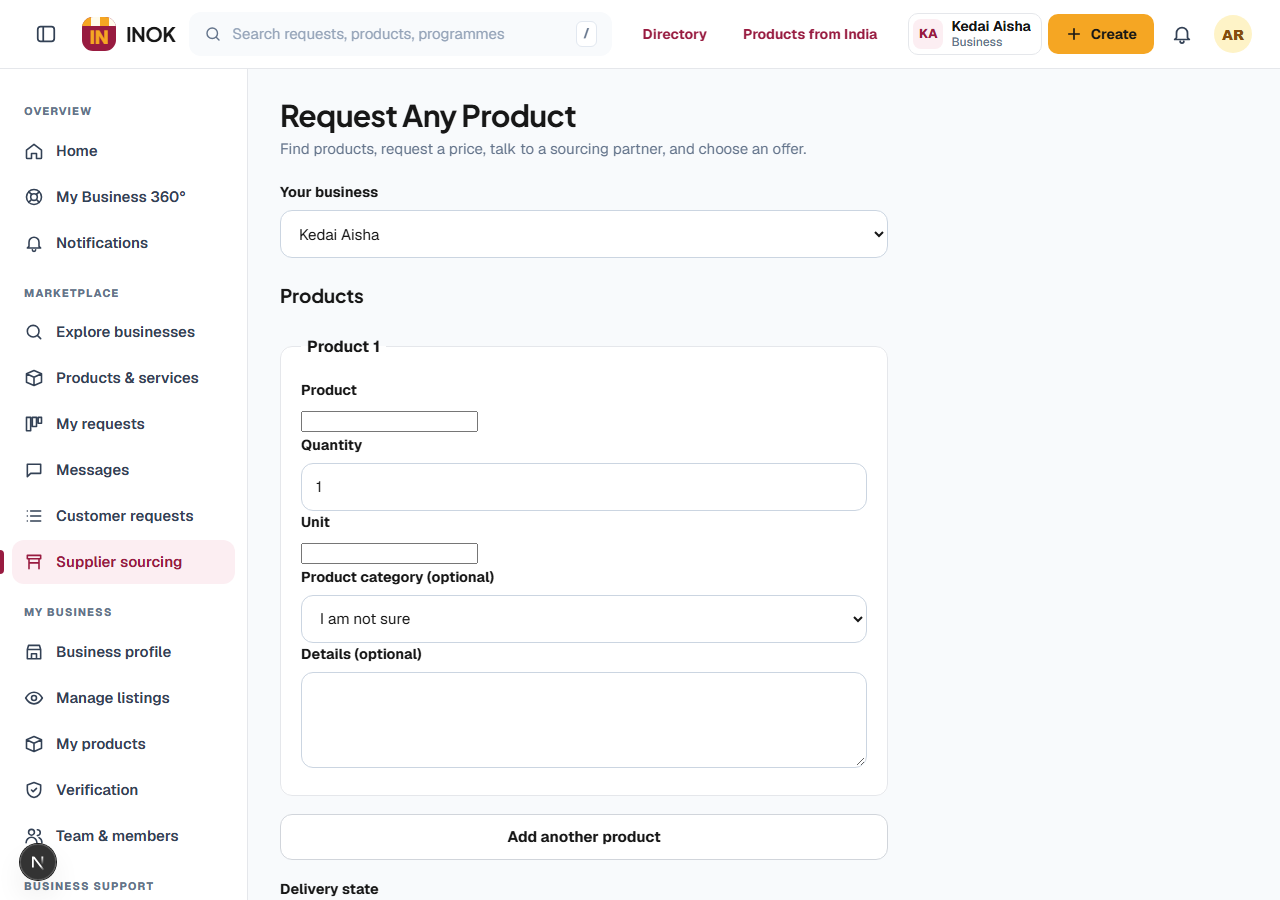 IN INOK
Search requests, products, programmes /
Directory
Products from India
KA Kedai Aisha
Business
+ Create
AR
OVERVIEW
Home
My Business 360°
Notifications
MARKETPLACE
Explore businesses
Products & services
My requests
Messages
Customer requests
Supplier sourcing
MY BUSINESS
Business profile
Manage listings
My products
Verification
Team & members
N
BUSINESS SUPPORT
Request Any Product
Find products, request a price, talk to a sourcing partner, and choose an offer.
Your business
Kedai Aisha
Products
Product 1
Product
Quantity
1
Unit
Product category (optional)
I am not sure
Details (optional)
Add another product
Delivery state